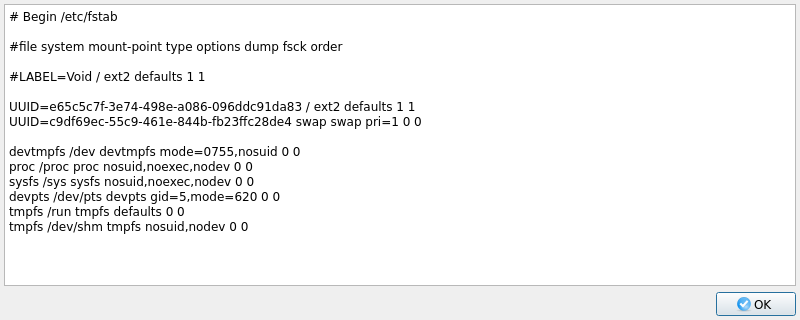 # Begin /etc/fstab
#file system mount-point type options dump fsck order
#LABEL=Void / ext2 defaults 1 1
UUID=e65c5c7f-3e74-498e-a086-096ddc91da83 / ext2 defaults 1 1
UUID=c9df69ec-55c9-461e-844b-fb23ffc28de4 swap swap pri=1 0 0
devtmpfs /dev devtmpfs mode=0755,nosuid 0 0
proc /proc proc nosuid,noexec,nodev 0 0
sysfs /sys sysfs nosuid,noexec,nodev 0 0
devpts /dev/pts devpts gid=5,mode=620 0 0
tmpfs /run tmpfs defaults 0 0
tmpfs /dev/shm tmpfs nosuid,nodev 0 0
OK